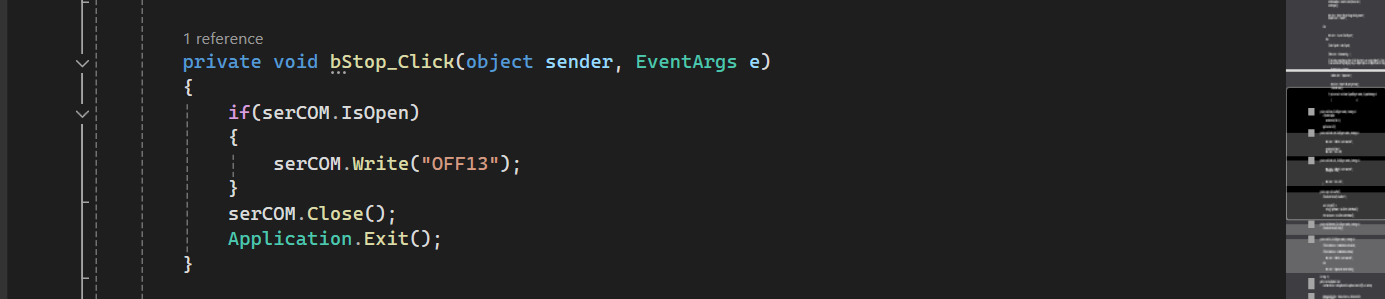 1 reference
private void bStop_Click(object sender, EventArgs e)
{
if(serCOM.IsOpen)
{
serCOM.Write("OFF13");
}
serCOM.Close();
Application.Exit();
}